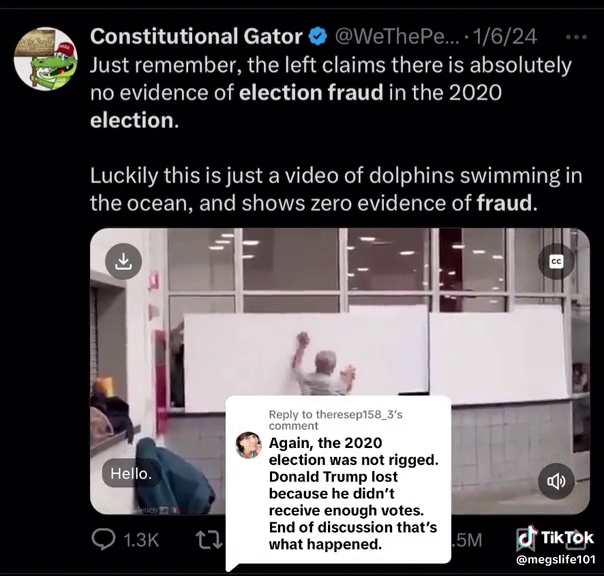 Constitutional Gator @WeThePe... · 1/6/24
Just remember, the left claims there is absolutely
no evidence of election fraud in the 2020
election.
Luckily this is just a video of dolphins swimming in
the ocean, and shows zero evidence of fraud.
CC
Hello.
Reply to theresep158_3's
comment
Again, the 2020
election was not rigged.
Donald Trump lost
because he didn't
receive enough votes.
End of discussion that's
what happened.
1.3K
.5M
TikTok
@megslife101